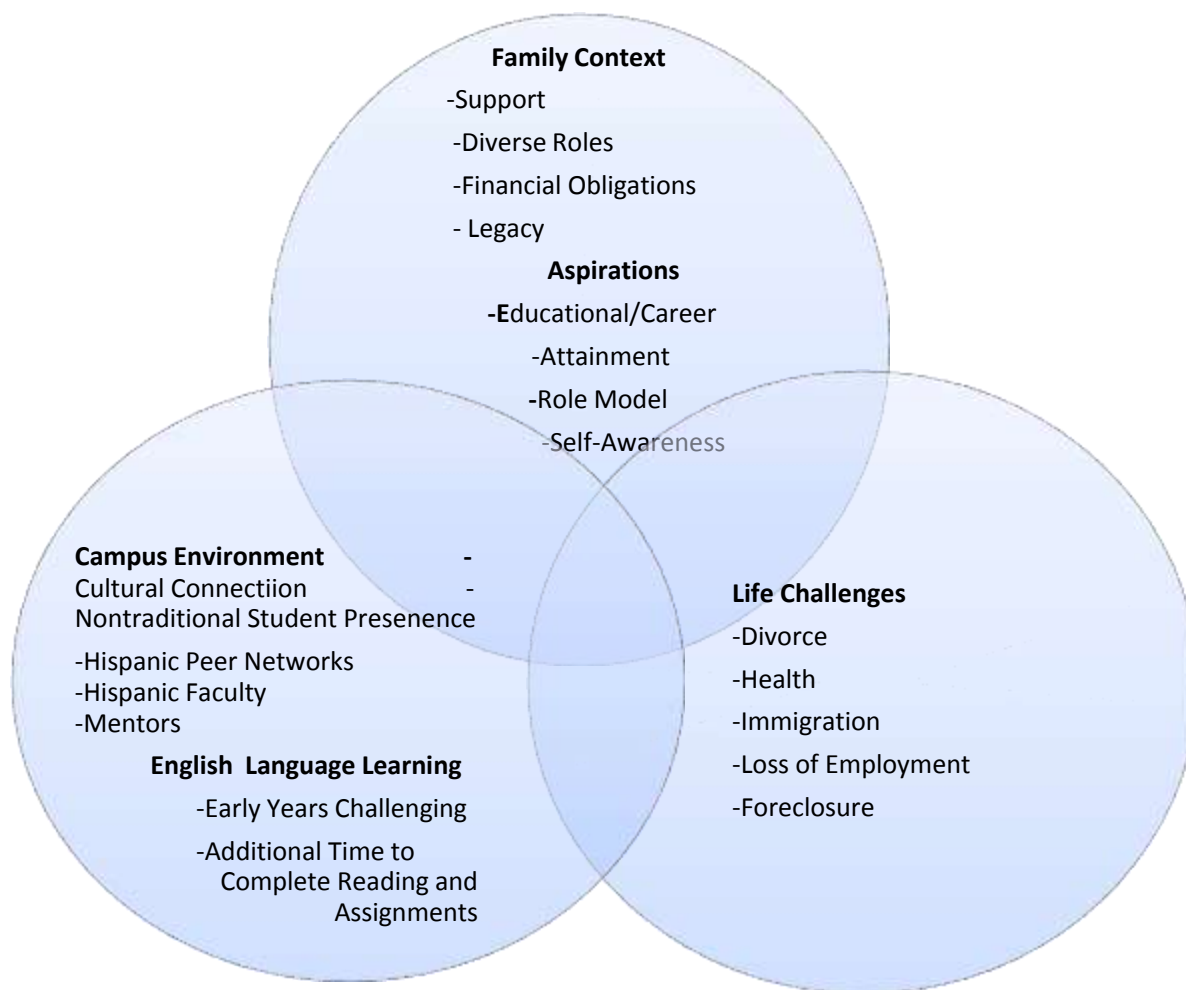 Family Context
-Support
-Diverse Roles
-Financial Obligations
- Legacy
Aspirations
-Educational/Career
-Attainment
-Role Model
-Self-Awareness
Campus Environment -
Cultural Connectiion -
Nontraditional Student Presenence
-Hispanic Peer Networks
-Hispanic Faculty
-Mentors
English Language Learning
-Early Years Challenging
-Additional Time to
Complete Reading and
Assignments
Life Challenges
-Divorce
-Health
-Immigration
-Loss of Employment
-Foreclosure